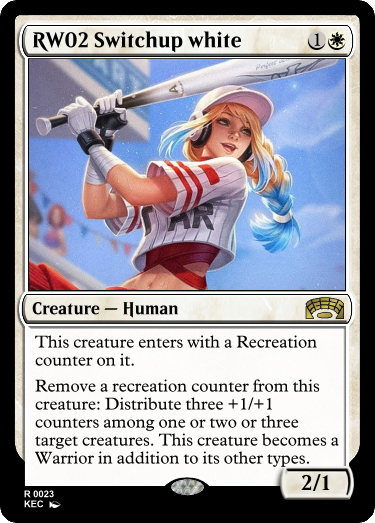 RW02 Switchup white
1
Perfect
A
AR
Creature — Human
This creature enters with a Recreation
counter on it.
Remove a recreation counter from this
creature: Distribute three +1/+1
counters among one or two or three
target creatures. This creature becomes a
Warrior in addition to its other types.
2/1
R 0023
KEC